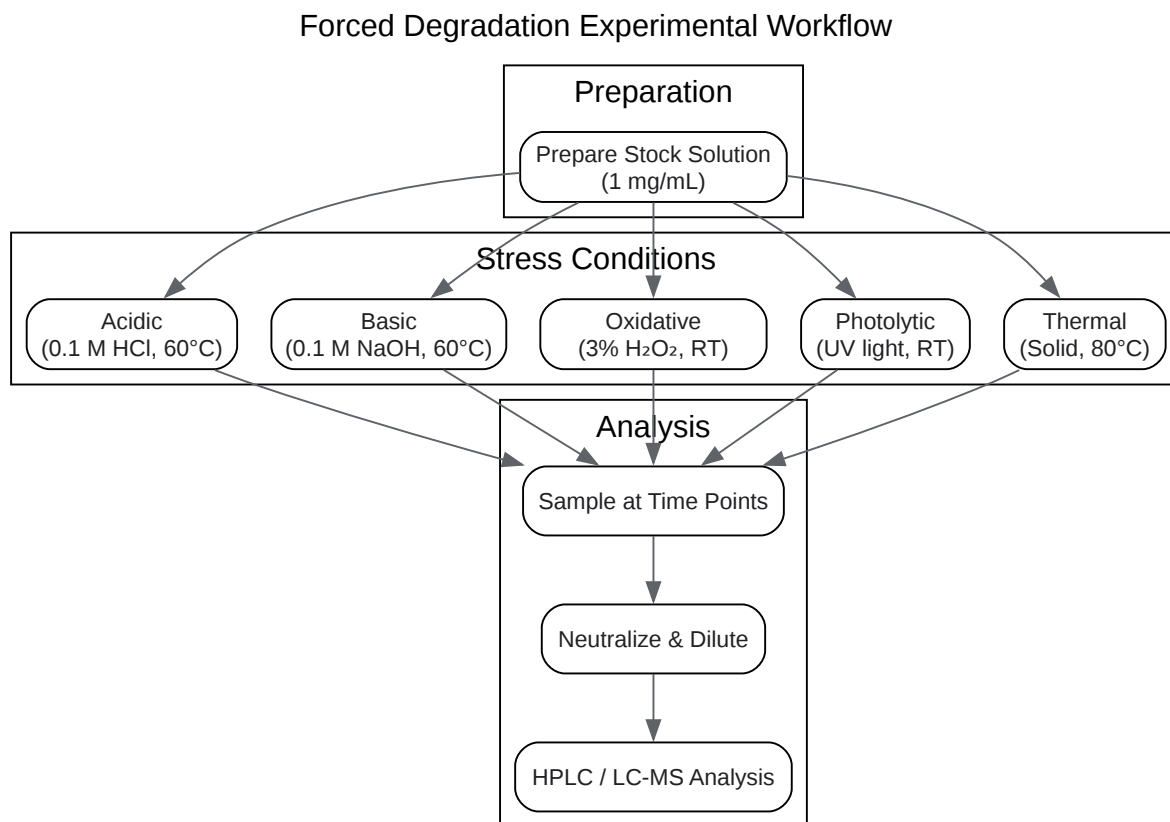 Forced Degradation Experimental Workflow
Preparation
Prepare Stock Solution
(1 mg/mL)
Stress Conditions
Acidic
(0.1 M HCl, 60°C)
Basic
(0.1 M NaOH, 60°C)
Oxidative
(3% H₂O₂, RT)
Photolytic
(UV light, RT)
Thermal
(Solid, 80°C)
Analysis
Sample at Time Points
Neutralize & Dilute
HPLC / LC-MS Analysis